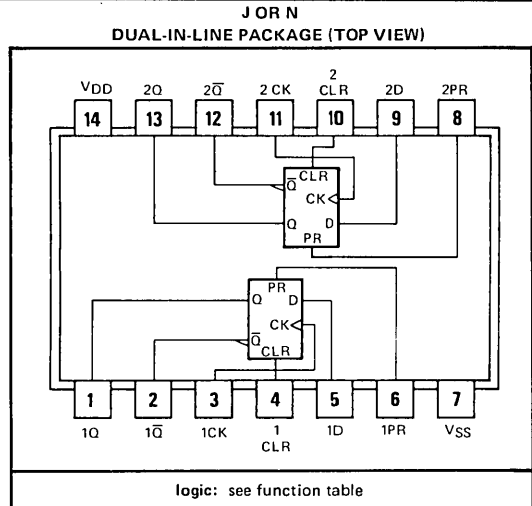 J OR N
DUAL-IN-LINE PACKAGE (TOP VIEW)
VDD 2Q 2Q̅ 2 CK 2 CLR 2D 2PR
14 13 12 11 10 9 8
CLR
Q̅
CK
Q D
PR
PR
Q D
CK
Q̅
CLR
1 2 3 4 5 6 7
1Q 1Q̅ 1CK 1 CLR 1D 1PR VSS
logic: see function table